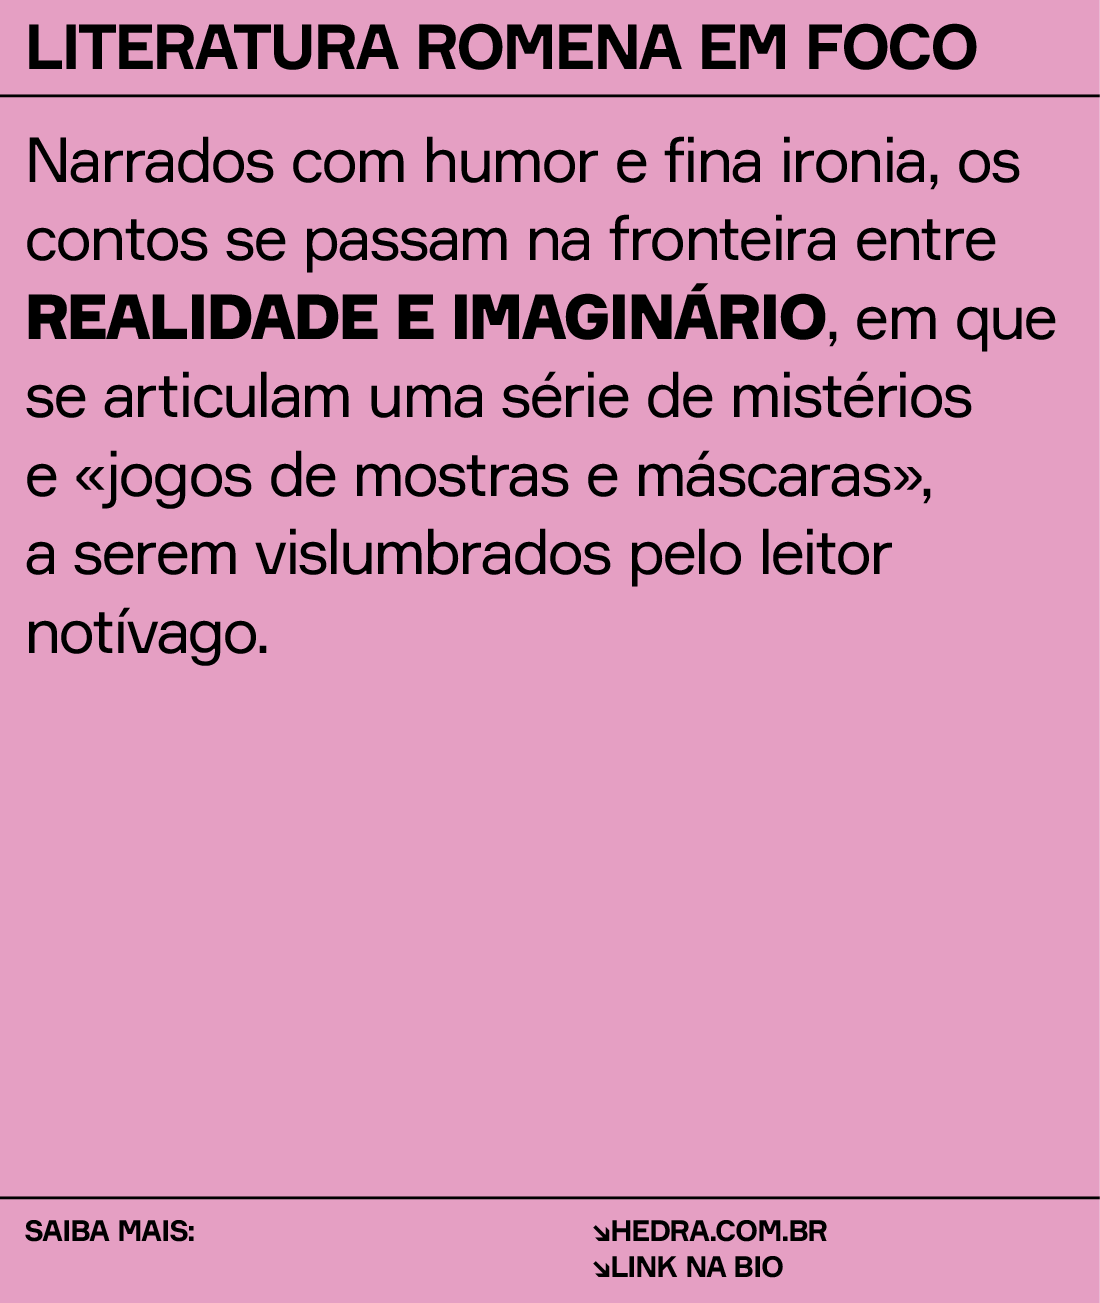 LITERATURA ROMENA EM FOCO
Narrados com humor e fina ironia, os
contos se passam na fronteira entre
REALIDADE E IMAGINÁRIO, em que
se articulam uma série de mistérios
e «jogos de mostras e máscaras»,
a serem vislumbrados pelo leitor
notívago.
SAIBA MAIS:
↘HEDRA.COM.BR
↘LINK NA BIO